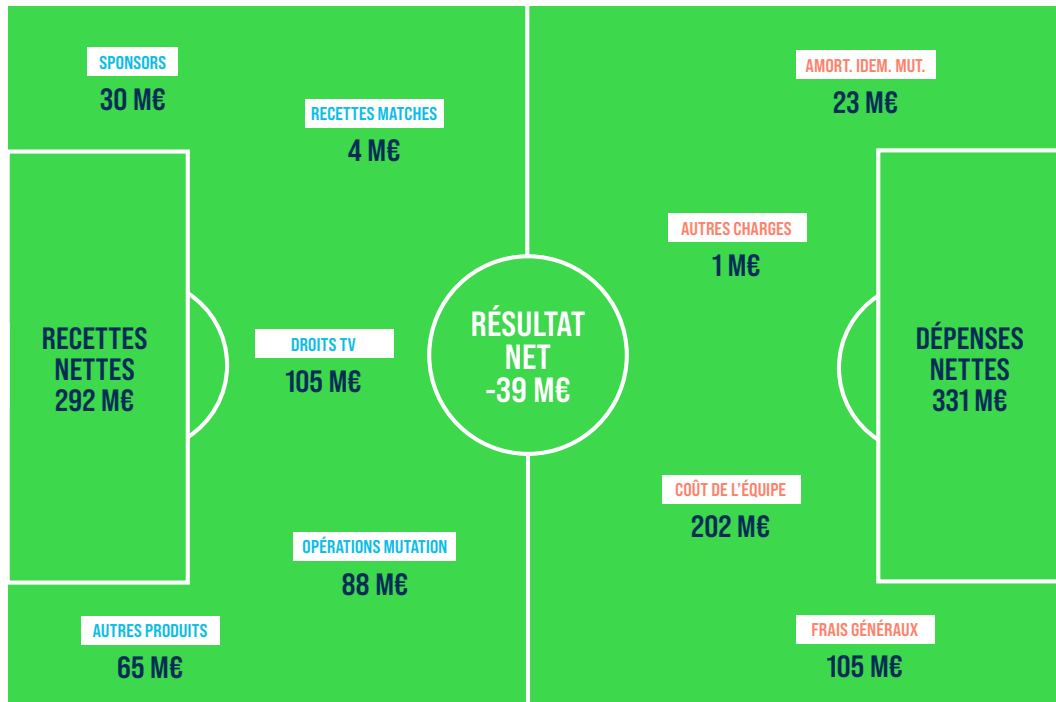 SPONSORS
30 M€
RECETTES MATCHES
4 M€
RECETTES
NETTES
292 M€
DROITS TV
105 M€
OPÉRATIONS MUTATION
88 M€
AUTRES PRODUITS
65 M€
RÉSULTAT
NET
-39 M€
AMORT. IDEM. MUT.
23 M€
AUTRES CHARGES
1 M€
DÉPENSES
NETTES
331 M€
COÛT DE L'ÉQUIPE
202 M€
FRAIS GÉNÉRAUX
105 M€